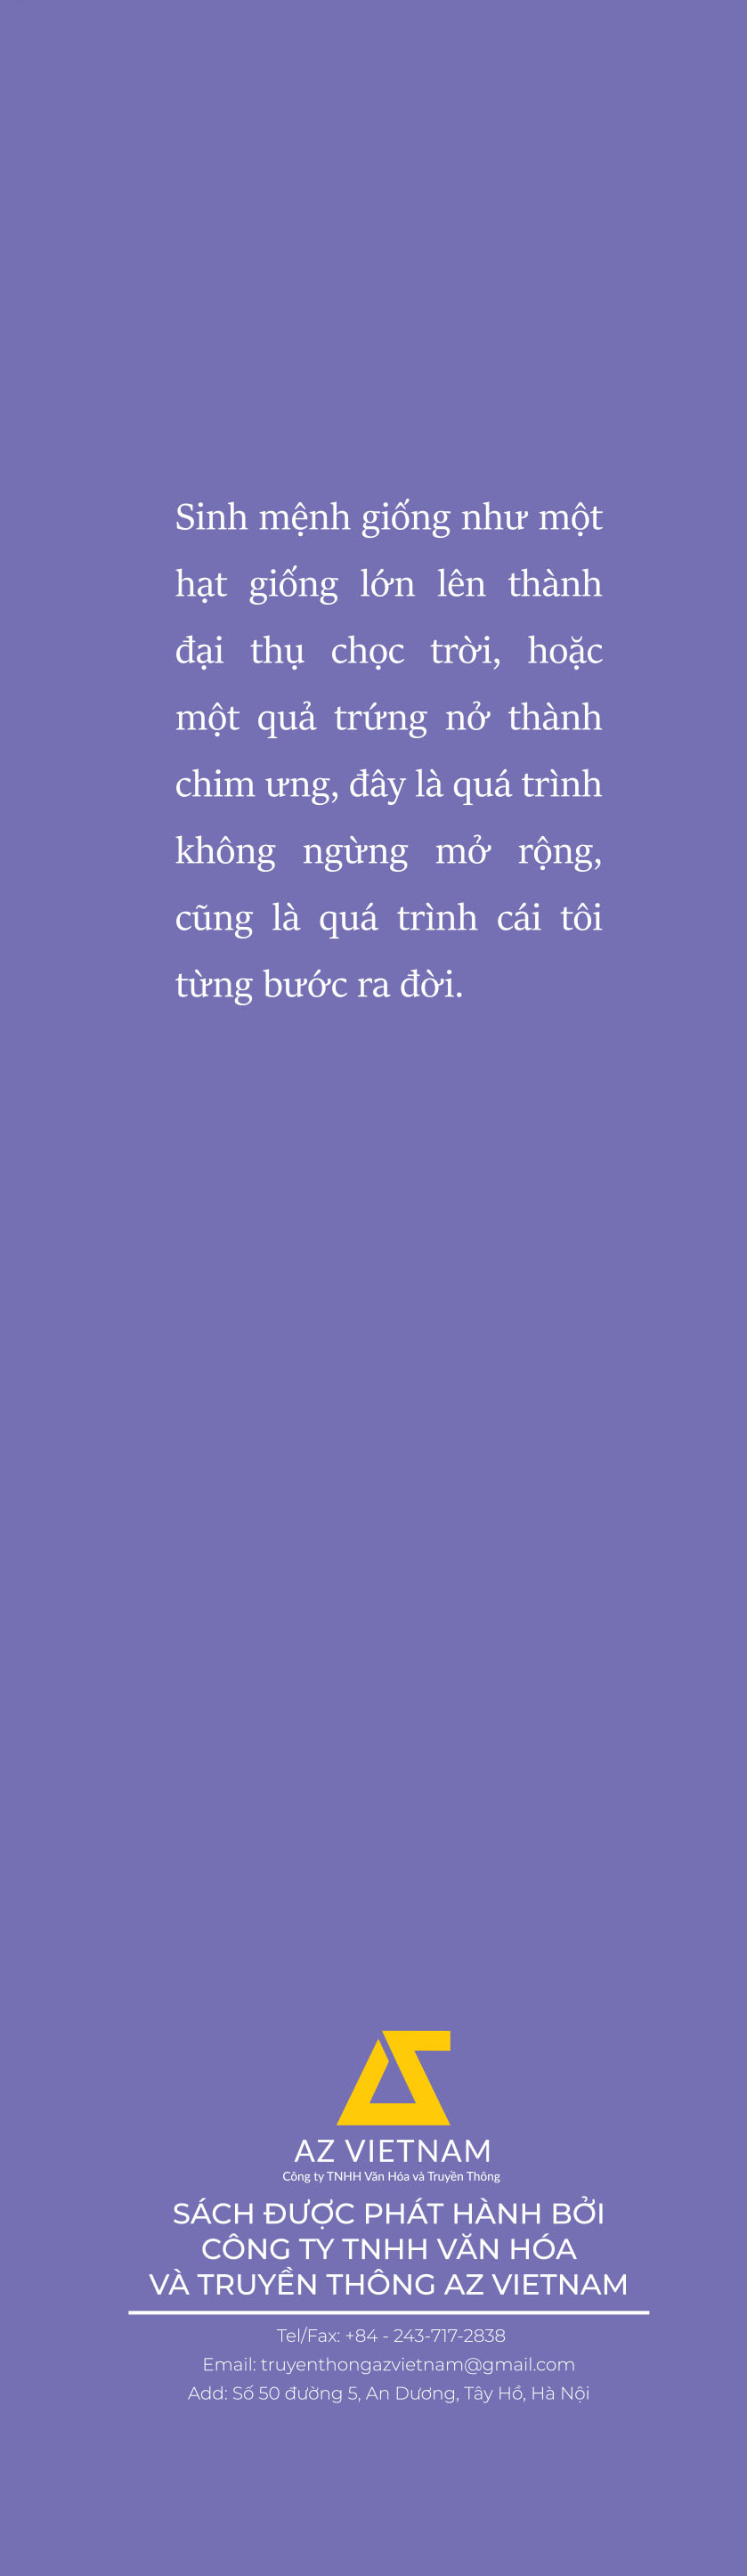 Sinh mệnh giống như một
hạt giống lớn lên thành
đại thụ chọc trời, hoặc
một quả trứng nở thành
chim ưng, đây là quá trình
không ngừng mở rộng,
cũng là quá trình cái tôi
từng bước ra đời.
AZ VIETNAM
Công ty TNHH Văn Hóa và Truyền Thông
SÁCH ĐƯỢC PHÁT HÀNH BỞI
CÔNG TY TNHH VĂN HÓA
VÀ TRUYỀN THÔNG AZ VIETNAM
Tel/Fax: +84 - 243-717-2838
Email: truyenthongazvietnam@gmail.com
Add: Số 50 đường 5, An Dương, Tây Hồ, Hà Nội